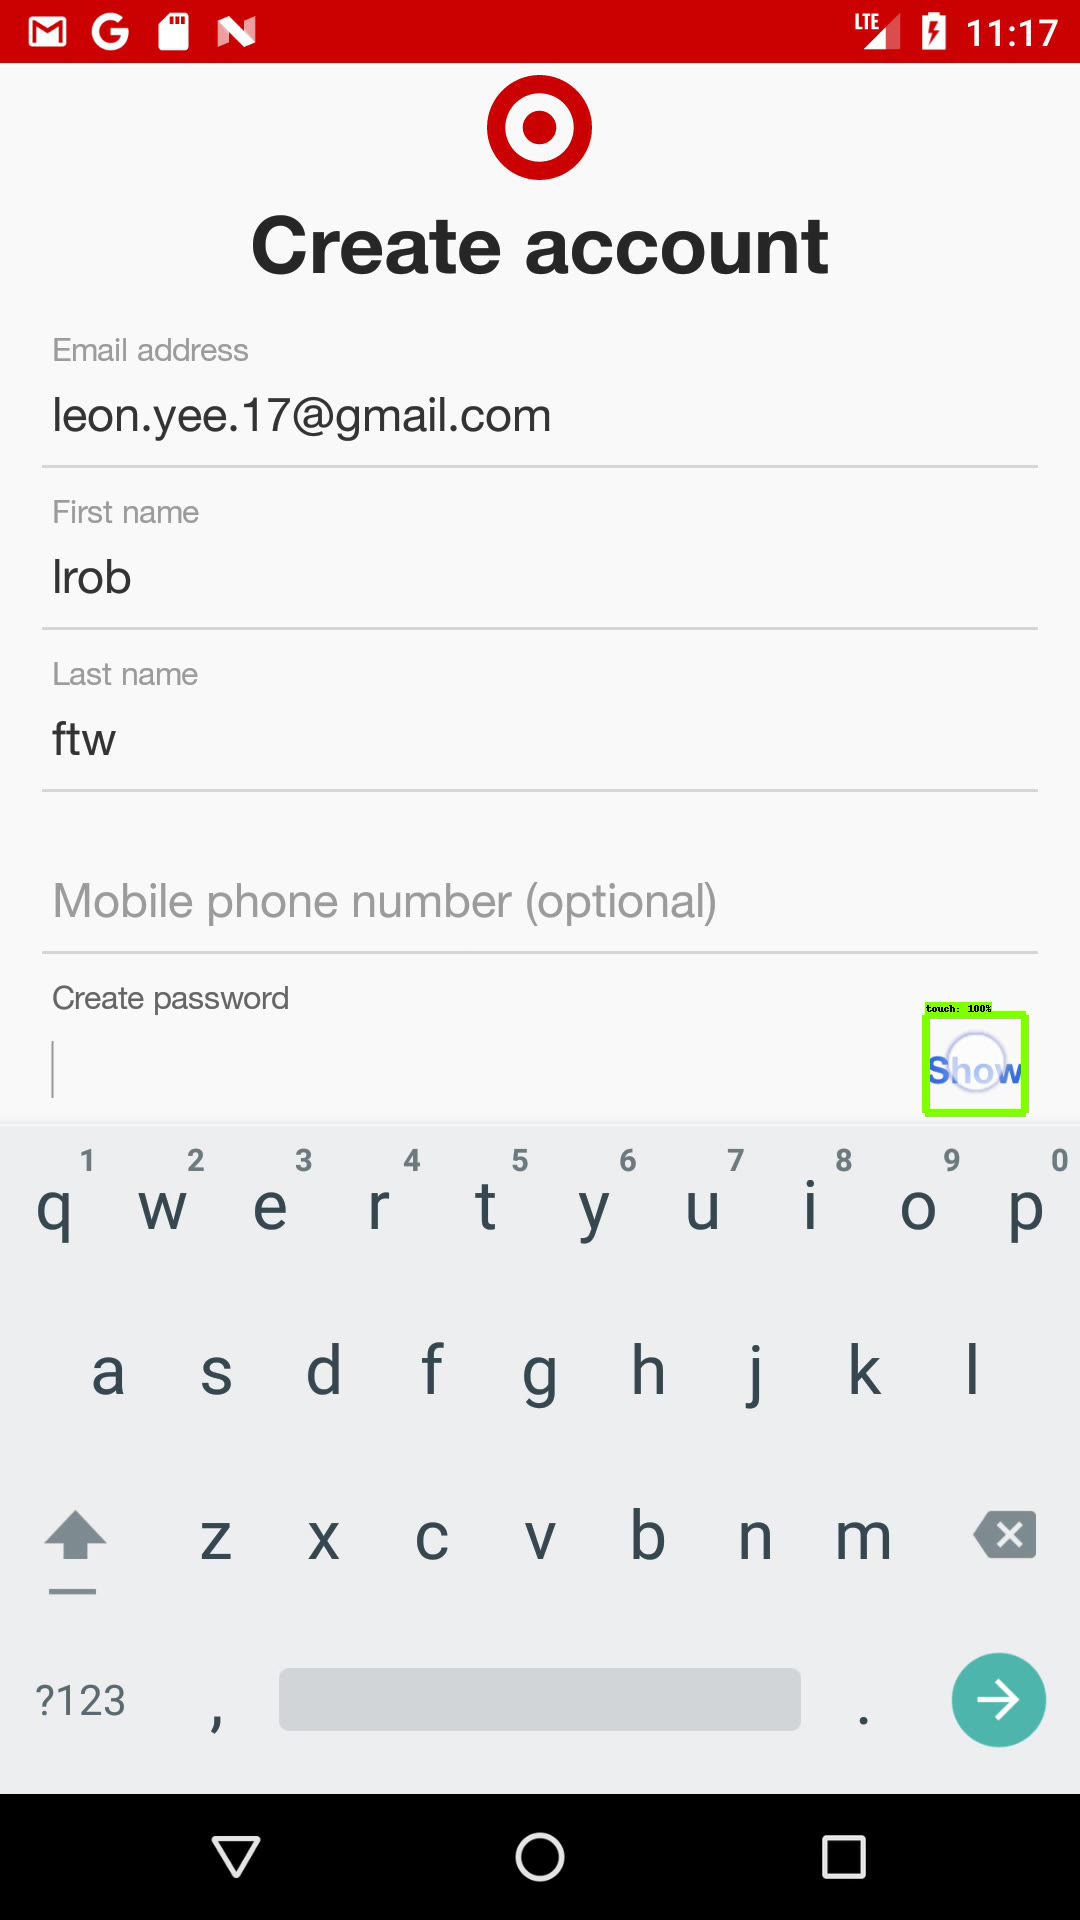 LTE 11:17
Create account
Email address
leon.yee.17@gmail.com
First name
lrob
Last name
ftw
Mobile phone number (optional)
Create password
touch: 100%
Show
1 2 3 4 5 6 7 8 9 0
q w e r t y u i o p
a s d f g h j k l
z x c v b n m
?123 , .